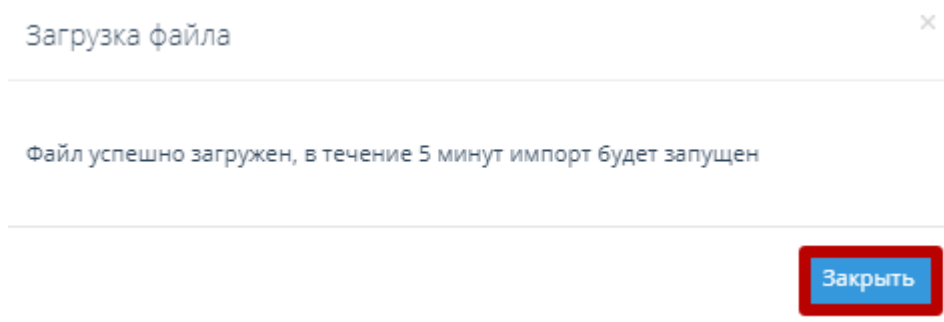 Загрузка файла
Файл успешно загружен, в течение 5 минут импорт будет запущен
Закрыть